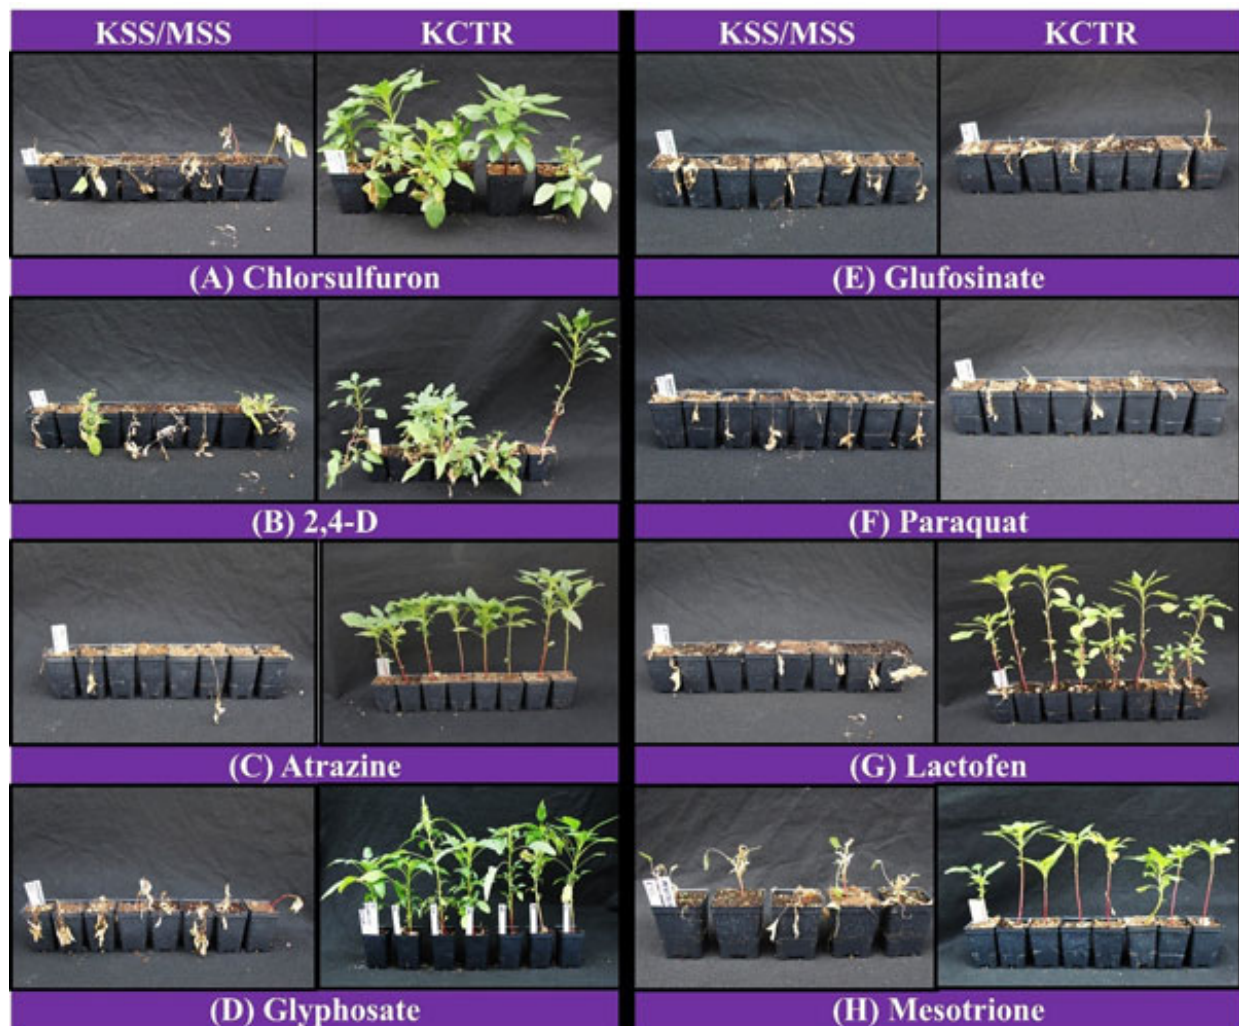 KSS/MSS KCTR KSS/MSS KCTR
(A) Chlorsulfuron (E) Glufosinate
(B) 2,4-D (F) Paraquat
(C) Atrazine (G) Lactofen
(D) Glyphosate (H) Mesotrione